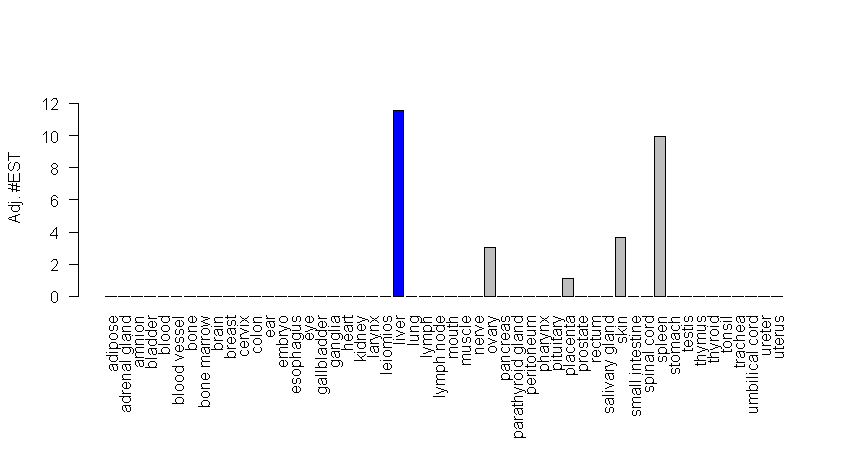 Adj. #EST
12
10
8
6
4
2
0
adipose
adrenal gland
amnion
bladder
blood
blood vessel
bone
bone marrow
brain
breast
cervix
colon
ear
embryo
esophagus
eye
gallbladder
ganglia
heart
kidney
larynx
leiomios
liver
lung
lymph
lymph node
mouth
muscle
nerve
ovary
pancreas
parathyroid gland
peritoneum
pharynx
pituitary
placenta
prostate
rectum
salivary gland
skin
small intestine
spinal cord
spleen
stomach
testis
thymus
thyroid
tonsil
trachea
umbilical cord
ureter
uterus